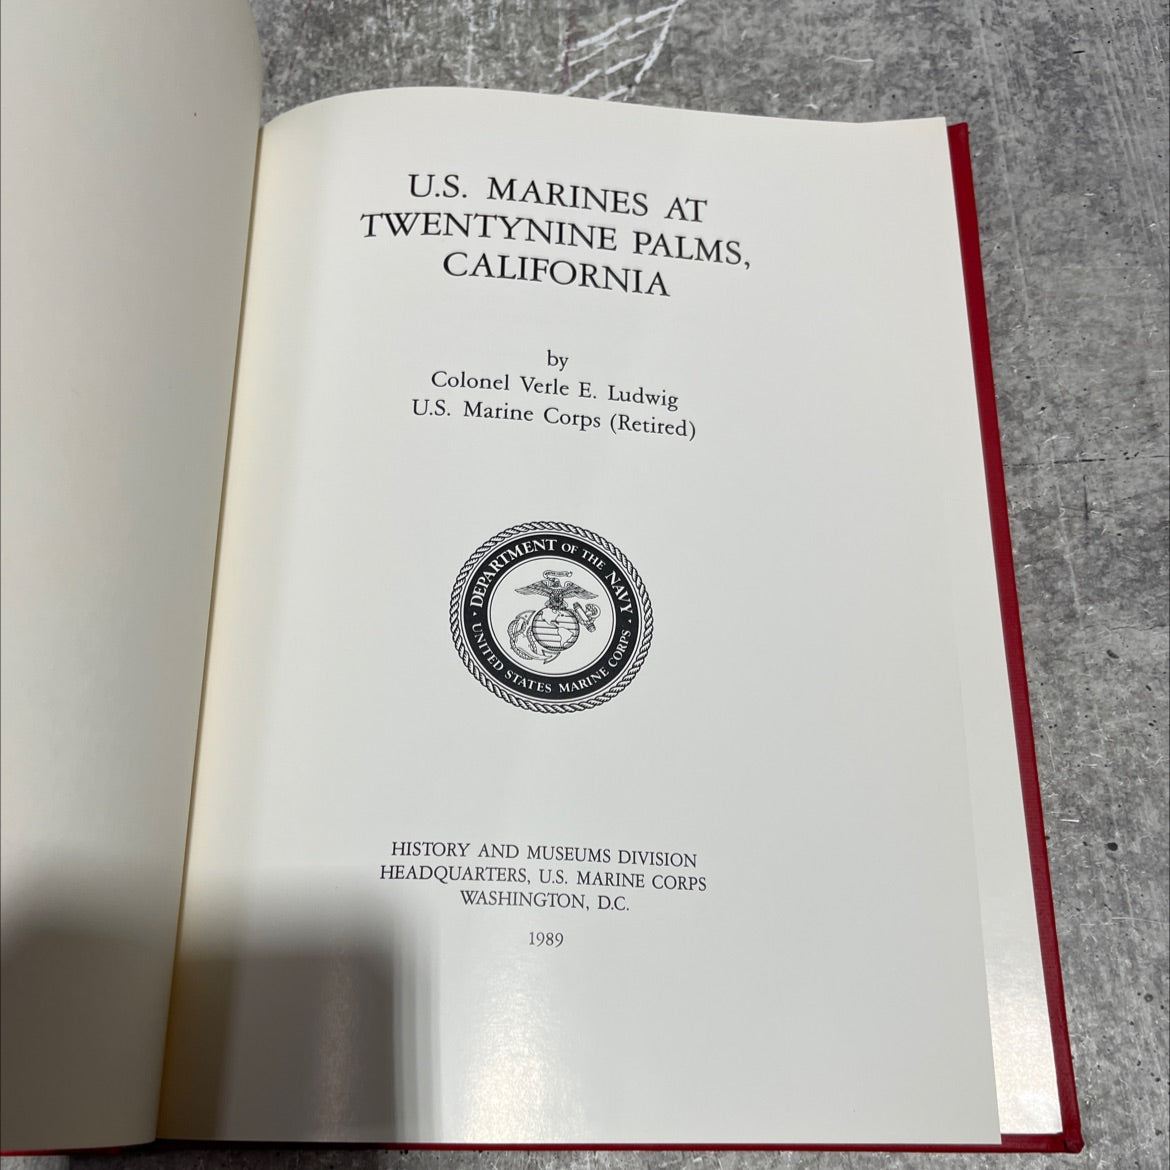 U.S. MARINES AT
TWENTYNINE PALMS,
CALIFORNIA
by
Colonel Verle E. Ludwig
U.S. Marine Corps (Retired)
DEPARTMENT OF THE NAVY
UNITED STATES MARINE CORPS
HISTORY AND MUSEUMS DIVISION
HEADQUARTERS, U.S. MARINE CORPS
WASHINGTON, D.C.
1989